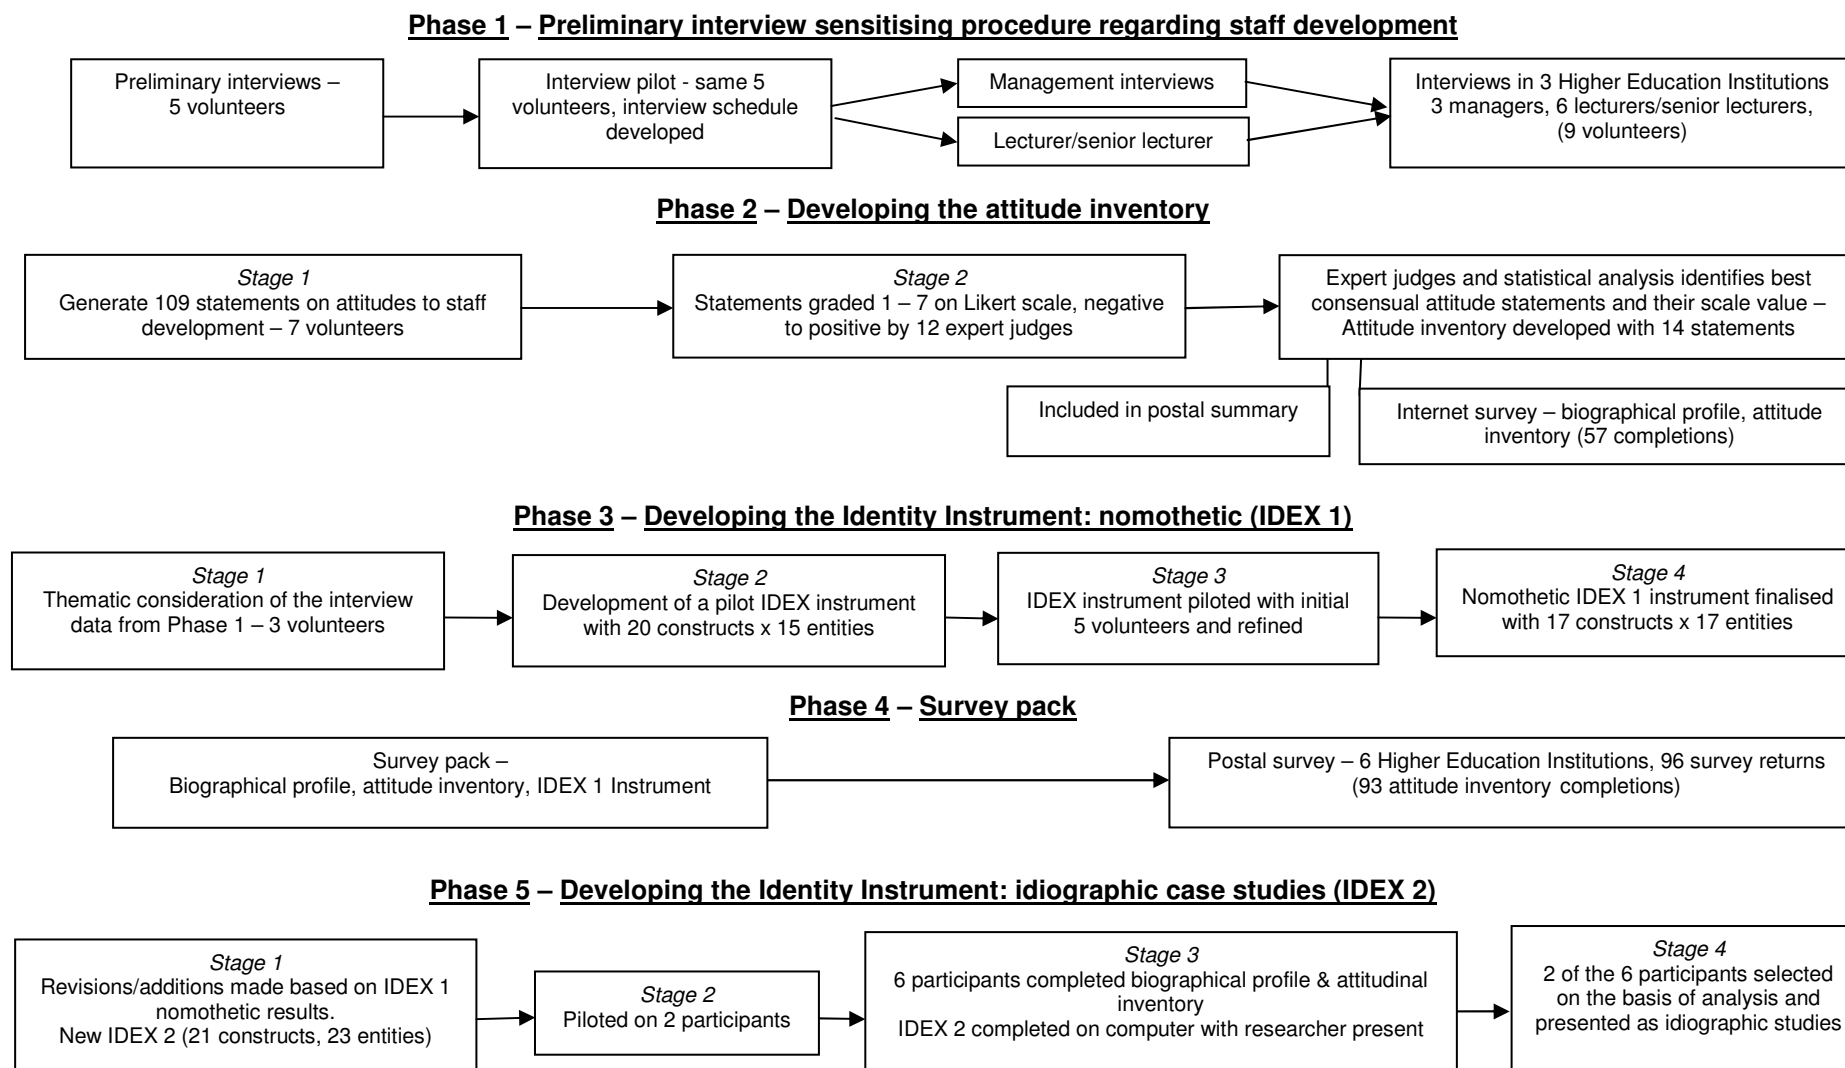 Phase 1 – Preliminary interview sensitising procedure regarding staff development
Preliminary interviews –
5 volunteers
Interview pilot - same 5
volunteers, interview schedule
developed
Management interviews
Lecturer/senior lecturer
Interviews in 3 Higher Education Institutions
3 managers, 6 lecturers/senior lecturers,
(9 volunteers)
Phase 2 – Developing the attitude inventory
Stage 1
Generate 109 statements on attitudes to staff
development – 7 volunteers
Stage 2
Statements graded 1 – 7 on Likert scale, negative
to positive by 12 expert judges
Expert judges and statistical analysis identifies best
consensual attitude statements and their scale value –
Attitude inventory developed with 14 statements
Included in postal summary
Internet survey – biographical profile, attitude
inventory (57 completions)
Phase 3 – Developing the Identity Instrument: nomothetic (IDEX 1)
Stage 1
Thematic consideration of the interview
data from Phase 1 – 3 volunteers
Stage 2
Development of a pilot IDEX instrument
with 20 constructs x 15 entities
Stage 3
IDEX instrument piloted with initial
5 volunteers and refined
Stage 4
Nomothetic IDEX 1 instrument finalised
with 17 constructs x 17 entities
Phase 4 – Survey pack
Survey pack –
Biographical profile, attitude inventory, IDEX 1 Instrument
Postal survey – 6 Higher Education Institutions, 96 survey returns
(93 attitude inventory completions)
Phase 5 – Developing the Identity Instrument: idiographic case studies (IDEX 2)
Stage 1
Revisions/additions made based on IDEX 1
nomothetic results.
New IDEX 2 (21 constructs, 23 entities)
Stage 2
Piloted on 2 participants
Stage 3
6 participants completed biographical profile & attitudinal
inventory
IDEX 2 completed on computer with researcher present
Stage 4
2 of the 6 participants selected
on the basis of analysis and
presented as idiographic studies